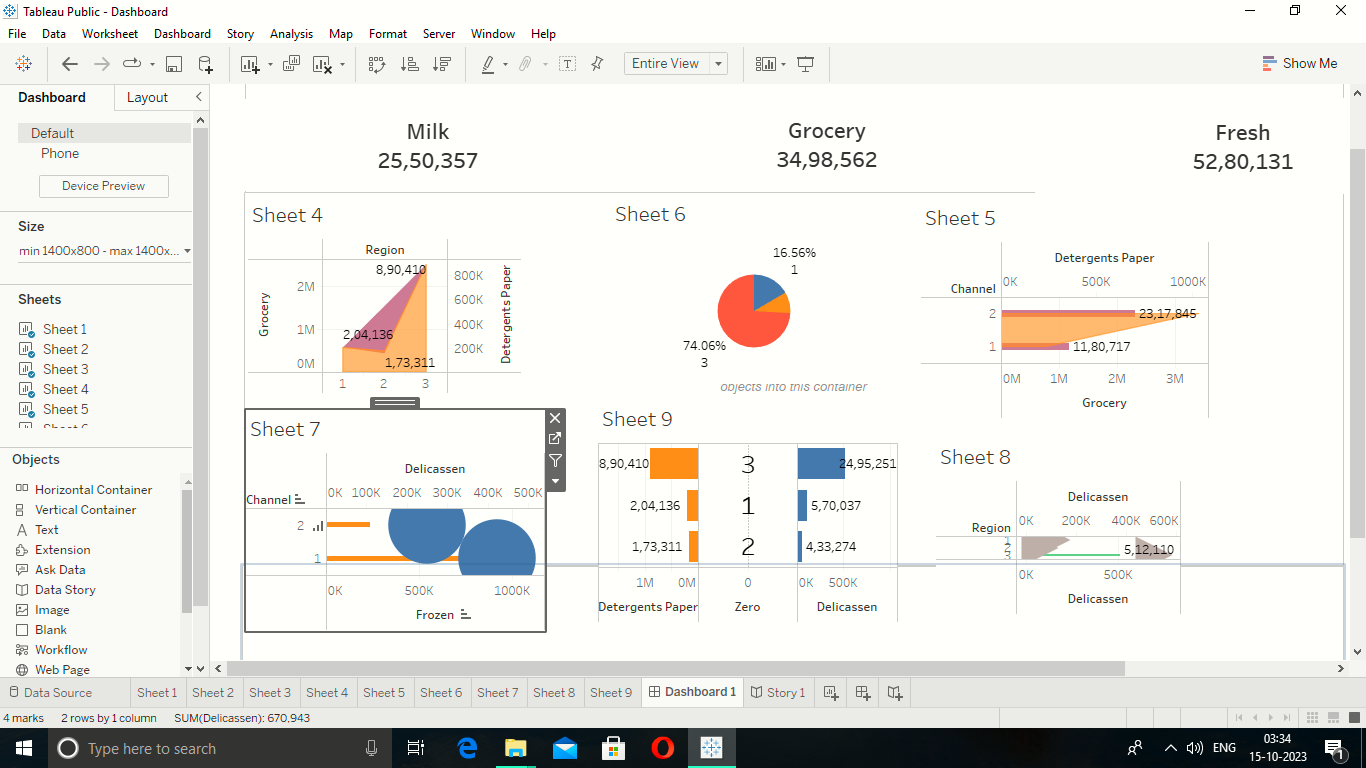 Tableau Public - Dashboard
File Data Worksheet Dashboard Story Analysis Map Format Server Window Help
Entire View
Show Me
Dashboard Layout
Default
Phone
Device Preview
Size
min 1400x800 - max 1400x...
Sheets
Sheet 1
Sheet 2
Sheet 3
Sheet 4
Sheet 5
Objects
Horizontal Container
Vertical Container
Text
Extension
Ask Data
Data Story
Image
Blank
Workflow
Web Page
Milk
25,50,357
Grocery
34,98,562
Fresh
52,80,131
Sheet 4
Region
8,90,410
2,04,136
1,73,311
Grocery
2M
1M
0M
800K
600K
400K
200K
Detergents Paper
1 2 3
Sheet 6
16.56%
1
74.06%
3
objects into this container
Sheet 5
Detergents Paper
Channel
0K 500K 1000K
2
23,17,845
1
11,80,717
0M 1M 2M 3M
Grocery
Sheet 7
Delicassen
Channel
0K 100K 200K 300K 400K 500K
2
1
0K 500K 1000K
Frozen
Sheet 9
8,90,410 3 24,95,251
2,04,136 1 5,70,037
1,73,311 2 4,33,274
1M 0M 0 0K 500K
Detergents Paper Zero Delicassen
Sheet 8
Delicassen
Region
0K 200K 400K 600K
1
2
3
5,12,110
0K 500K
Delicassen
Data Source Sheet 1 Sheet 2 Sheet 3 Sheet 4 Sheet 5 Sheet 6 Sheet 7 Sheet 8 Sheet 9 Dashboard 1 Story 1
4 marks 2 rows by 1 column SUM(Delicassen): 670,943
Type here to search
ENG
03:34
15-10-2023
1